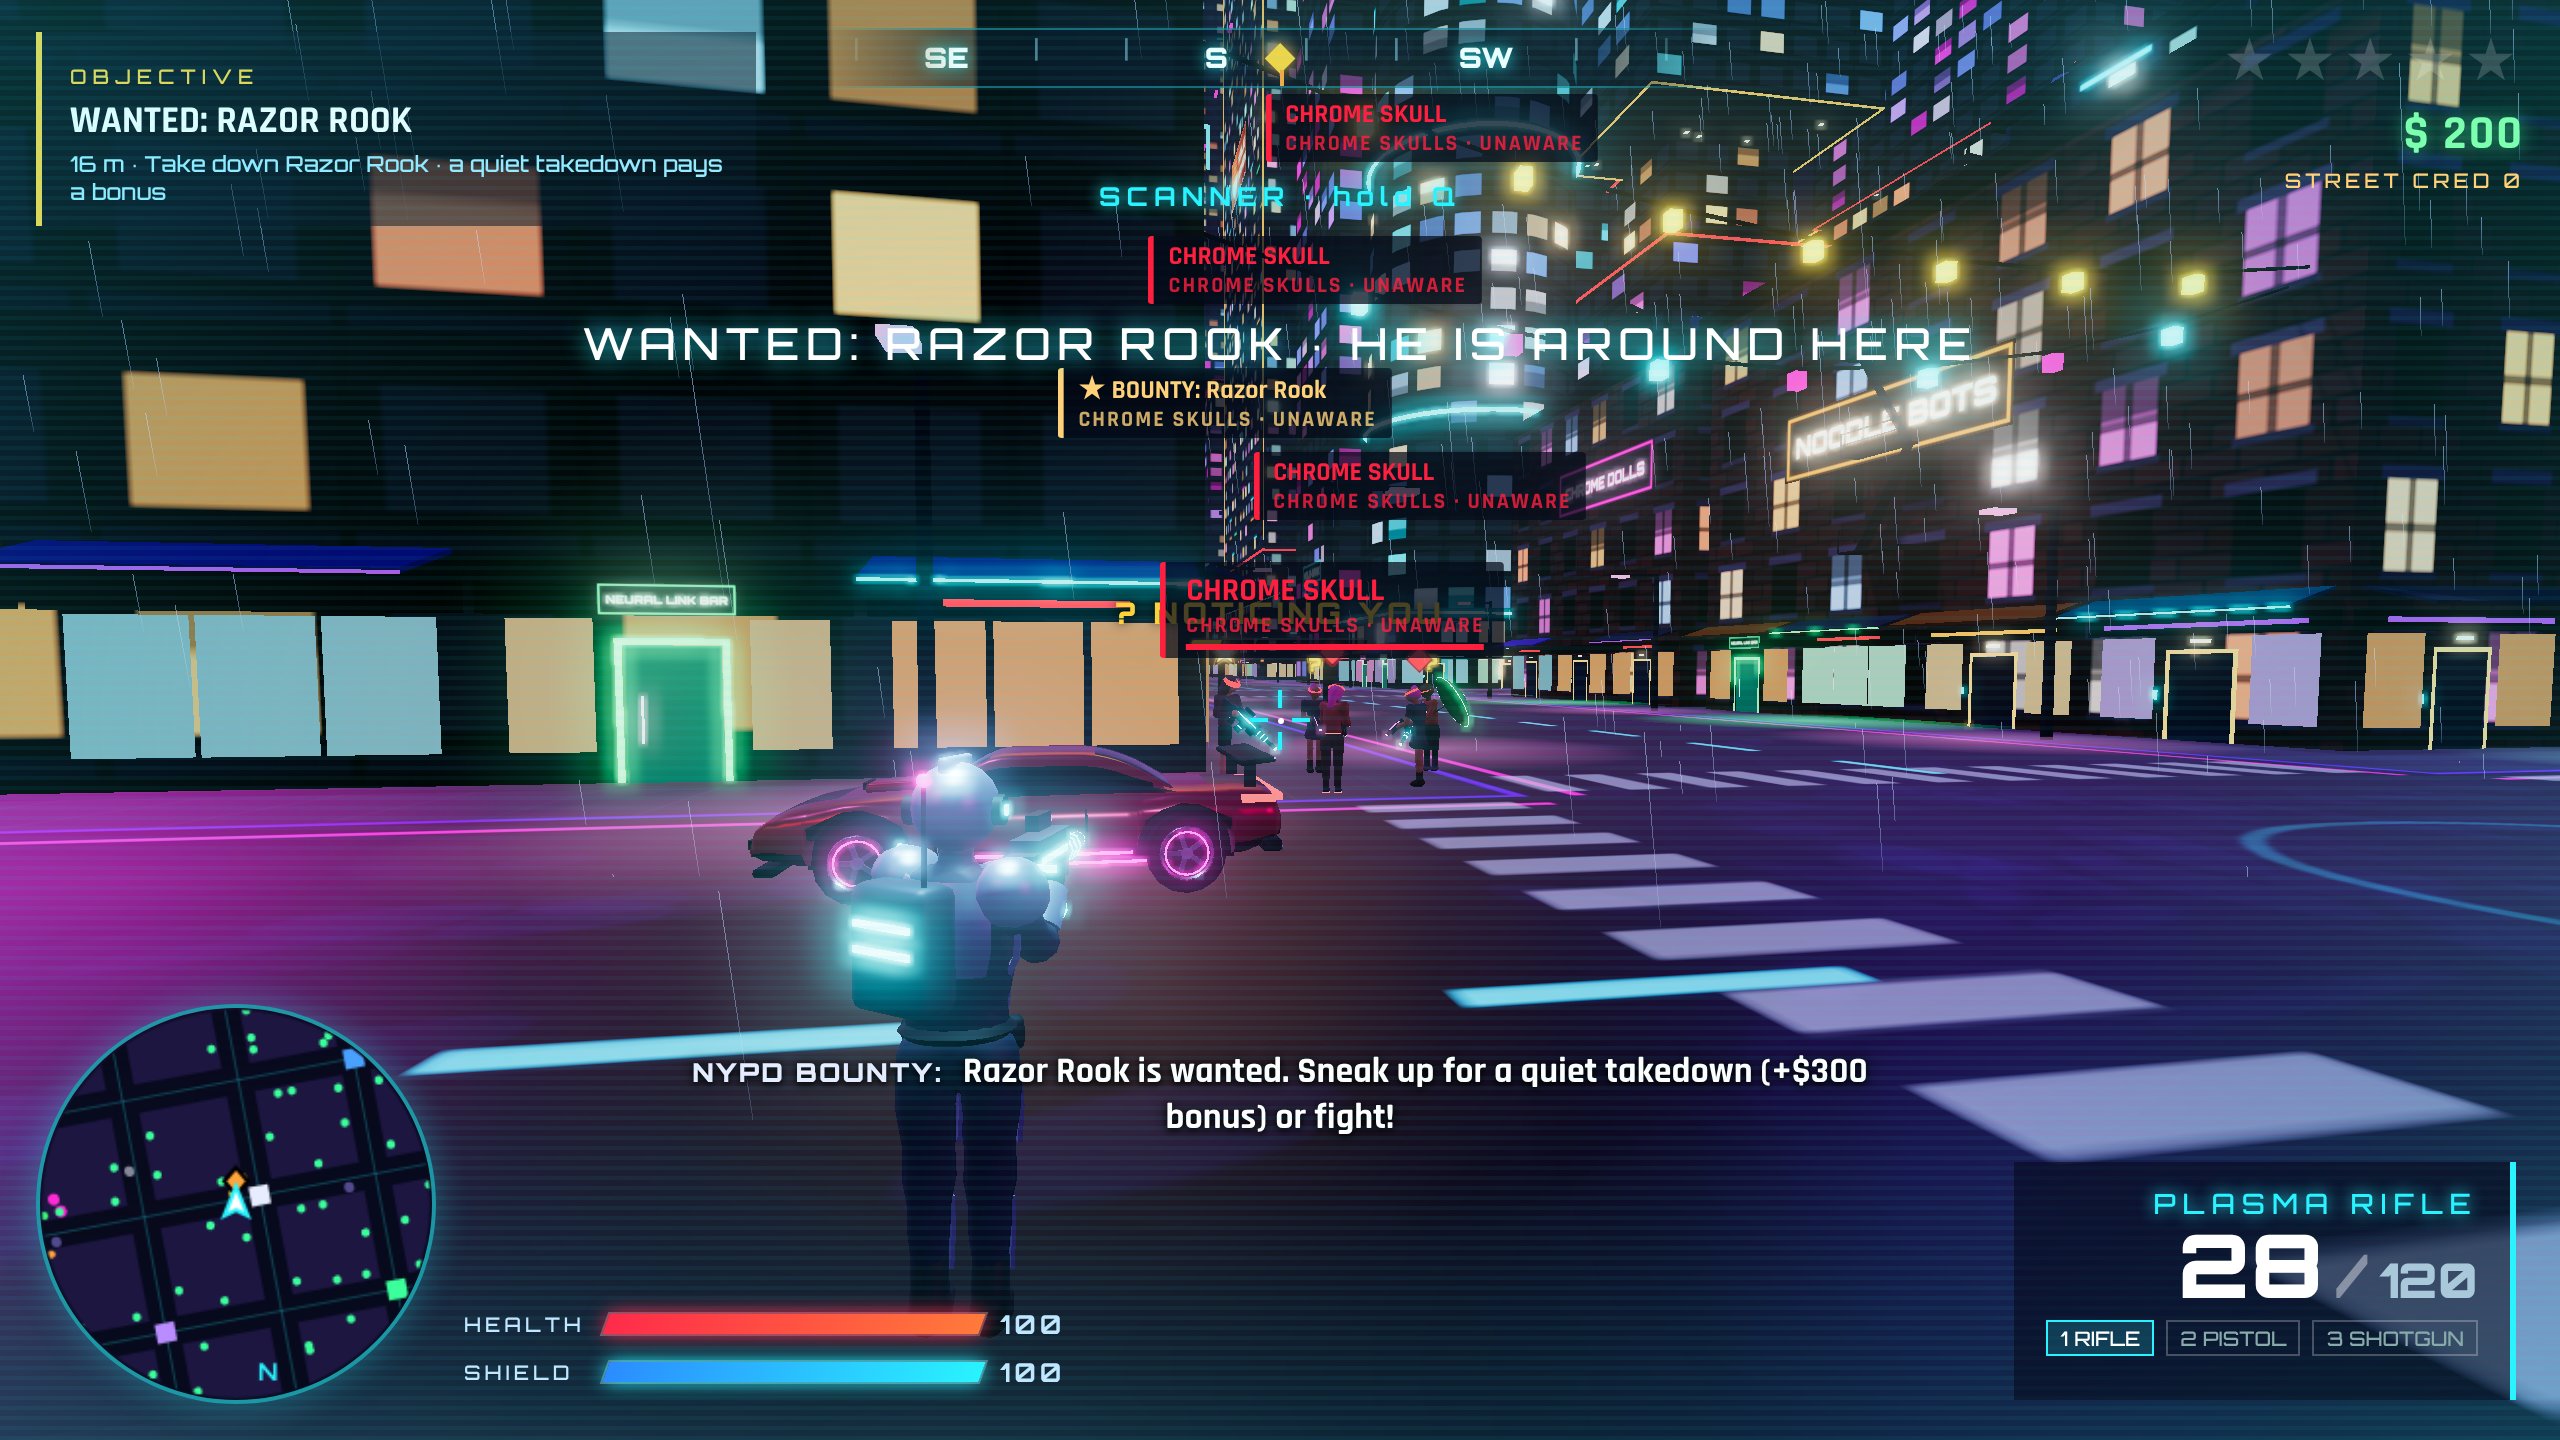 SE
S
SW
OBJECTIVE
WANTED: RAZOR ROOK
16 m · Take down Razor Rook · a quiet takedown pays
a bonus
$ 200
STREET CRED 0
CHROME SKULL
CHROME SKULLS · UNAWARE
SCANNER · hold Q
CHROME SKULL
CHROME SKULLS · UNAWARE
WANTED: RAZOR ROOK · HE IS AROUND HERE
★ BOUNTY: Razor Rook
CHROME SKULLS · UNAWARE
NOODLE BOTS
CHROME SKULL
CHROME SKULLS · UNAWARE
CHROME DOLLS
CHROME SKULL
? NOTICING YOU
CHROME SKULLS · UNAWARE
NEURAL LINK BAR
NYPD BOUNTY: Razor Rook is wanted. Sneak up for a quiet takedown (+$300
bonus) or fight!
N
HEALTH 100
SHIELD 100
PLASMA RIFLE
28 / 120
1 RIFLE
2 PISTOL
3 SHOTGUN